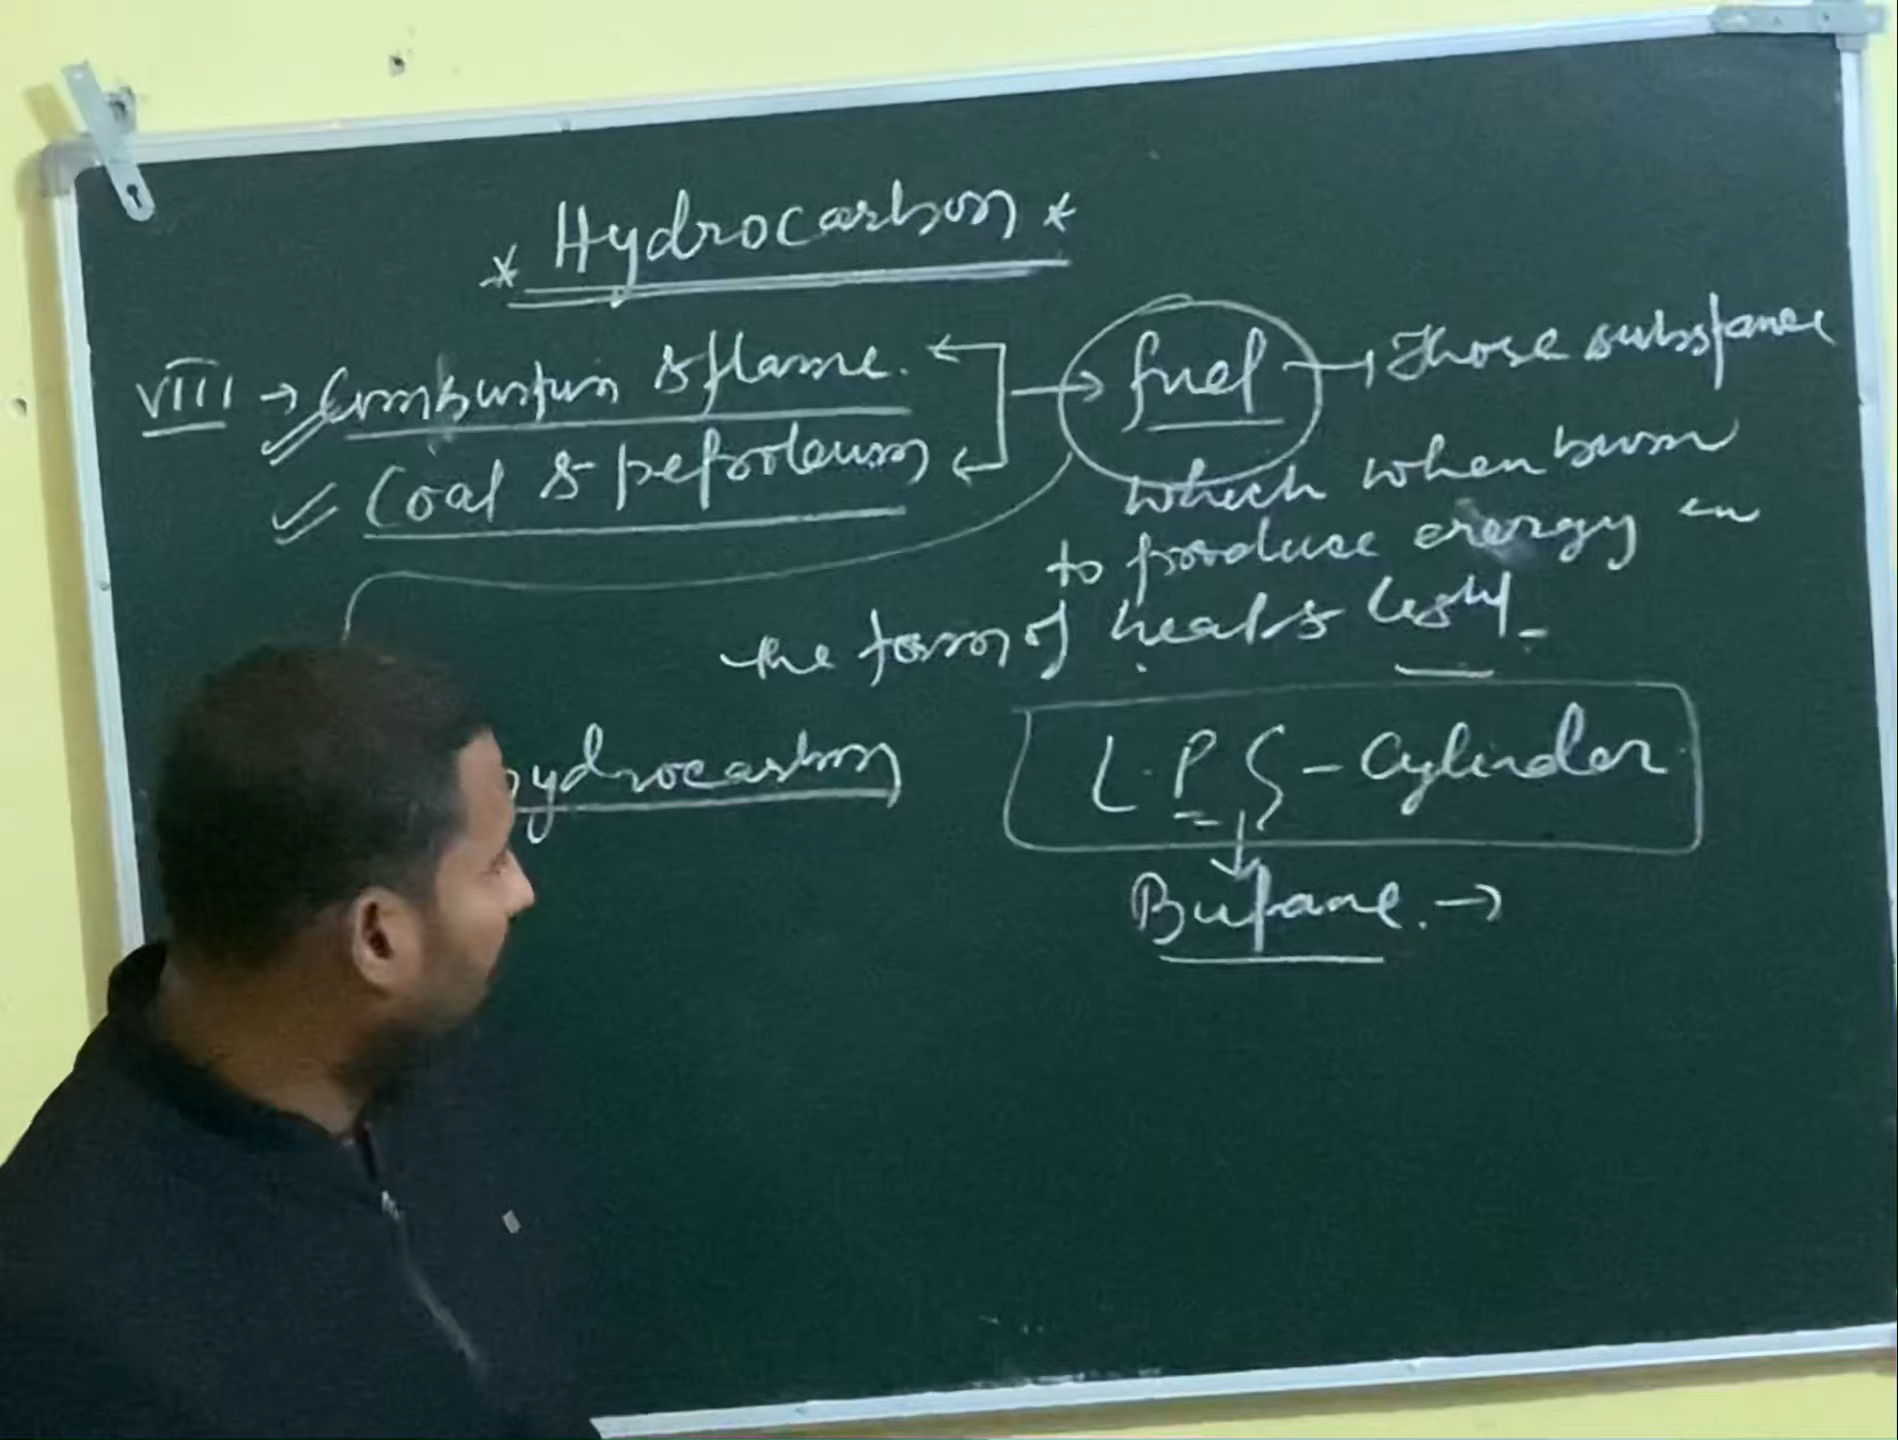 * Hydrocarbon *
VIII → Combustion & flame.
Coal & petroleum
fuel → Those substance
which when burn
to produce energy in
the form of heat & light.
hydrocarbon
L.P.G - Cylinder
Butane. →